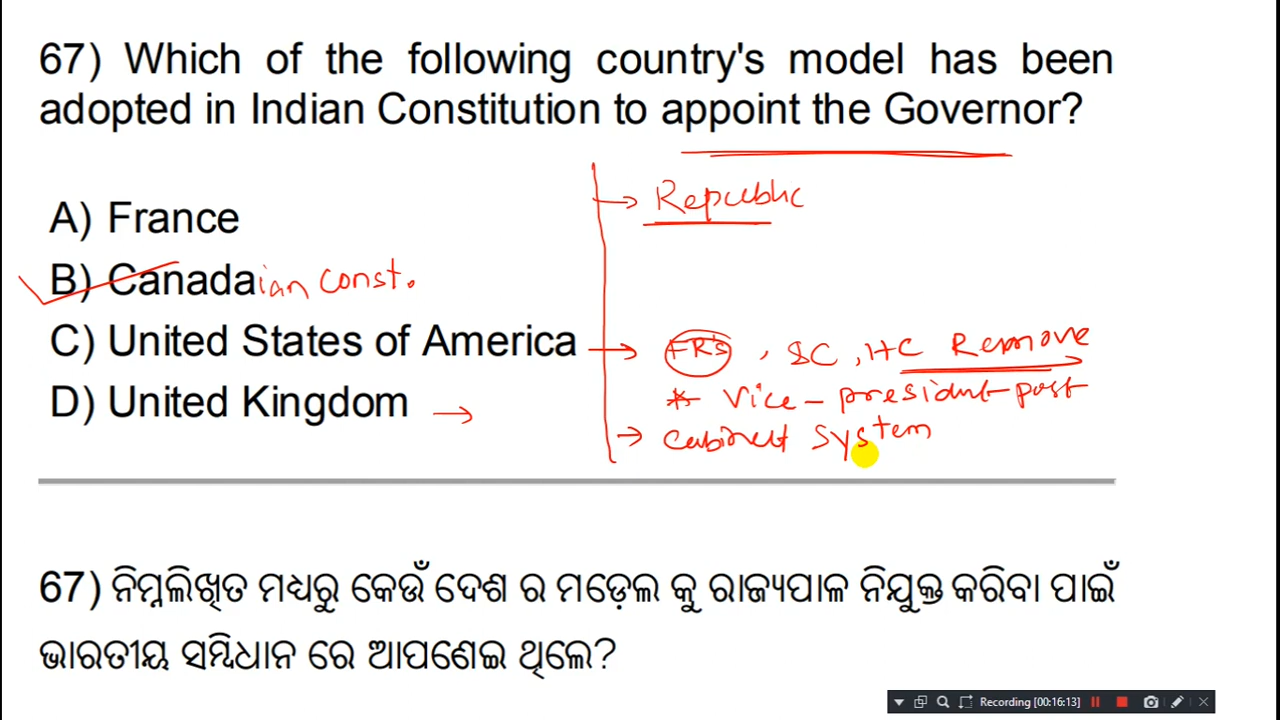 67) Which of the following country's model has been
adopted in Indian Constitution to appoint the Governor?
→ Republic
A) France
B) Canadaian const.
C) United States of America → FR's, SC, HC Remove
* Vice-president-post
D) United Kingdom →
→ Cabinet System
67) ନିମ୍ନଲିଖିତ ମଧ୍ୟରୁ କେଉଁ ଦେଶ ର ମଡ଼େଲ କୁ ରାଜ୍ୟପାଳ ନିଯୁକ୍ତ କରିବା ପାଇଁ
ଭାରତୀୟ ସମ୍ବିଧାନ ରେ ଆପଣେଇ ଥିଲେ?
Recording [00:16:13]